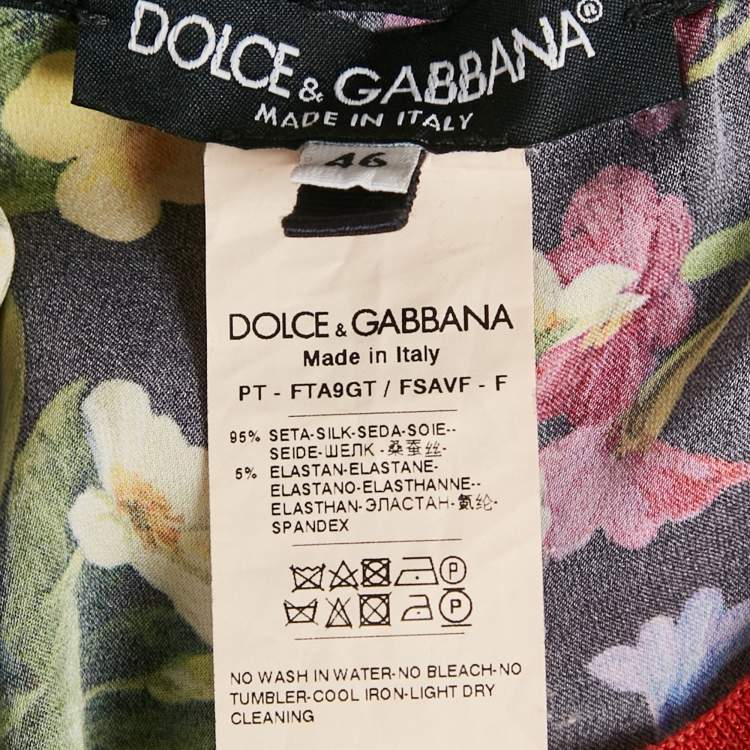 DOLCE & GABBANA®
MADE IN ITALY
46
DOLCE & GABBANA
Made in Italy
PT - FTA9GT / FSAVF - F
95% SETA-SILK-SEDA-SOIE--
SEIDE-ШЕЛК -桑蚕丝-
5% ELASTAN-ELASTANE-
ELASTANO-ELASTHANNE--
ELASTHAN-ЭЛАСТАН-氨纶-
SPANDEX
P
P
NO WASH IN WATER-NO BLEACH-NO
TUMBLER-COOL IRON-LIGHT DRY
CLEANING